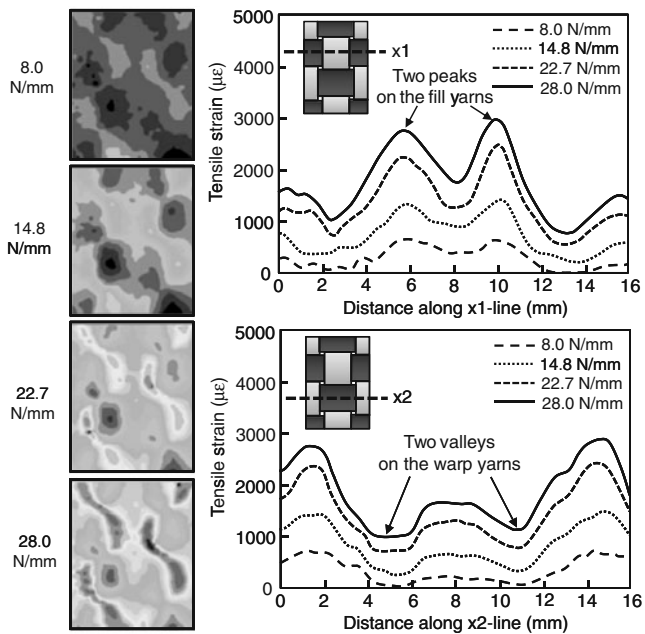 8.0
N/mm
14.8
N/mm
22.7
N/mm
28.0
N/mm
5000
4000
3000
2000
1000
0
Tensile strain (με)
x1
Two peaks
on the fill yarns
8.0 N/mm
14.8 N/mm
22.7 N/mm
28.0 N/mm
0 2 4 6 8 10 12 14 16
Distance along x1-line (mm)
5000
4000
3000
2000
1000
0
Tensile strain (με)
x2
Two valleys
on the warp yarns
8.0 N/mm
14.8 N/mm
22.7 N/mm
28.0 N/mm
0 2 4 6 8 10 12 14 16
Distance along x2-line (mm)